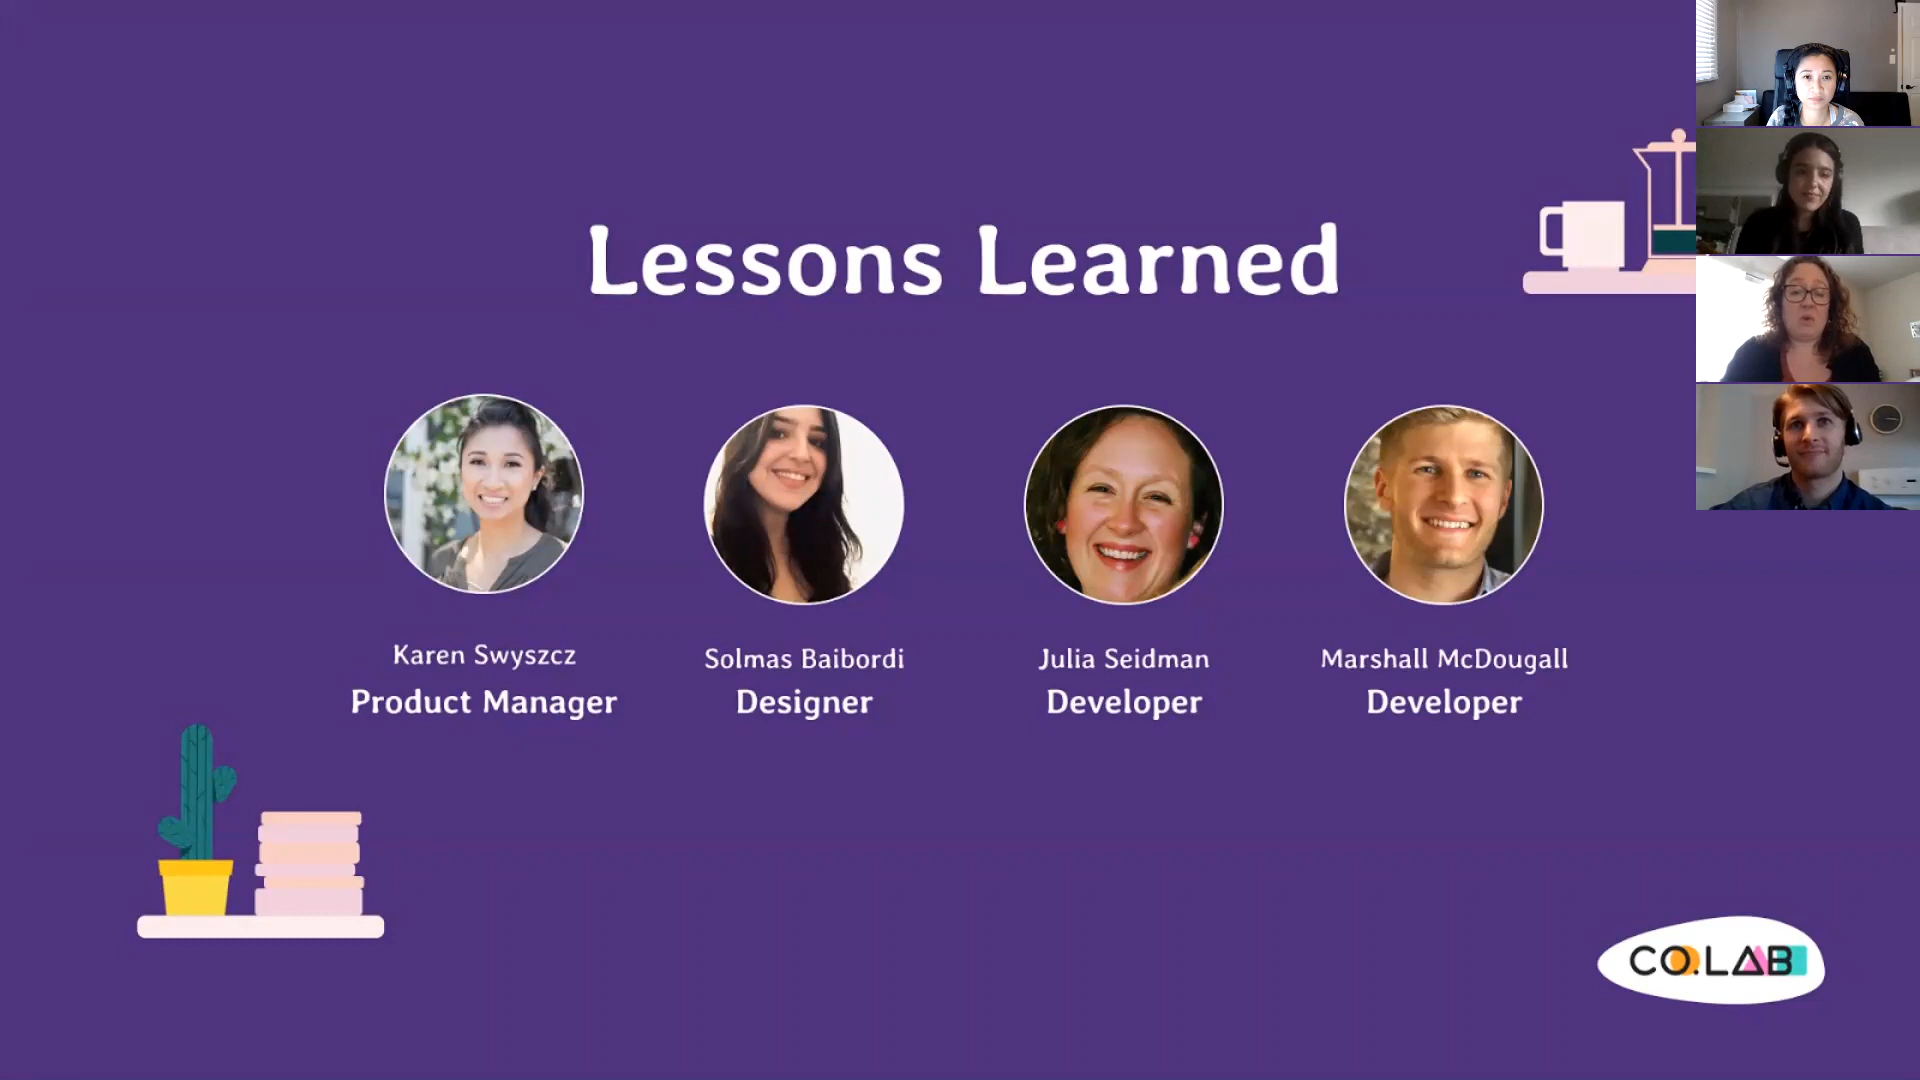 Lessons Learned
Karen Swyszcz
Product Manager
Solmas Baibordi
Designer
Julia Seidman
Developer
Marshall McDougall
Developer
CO.LAB